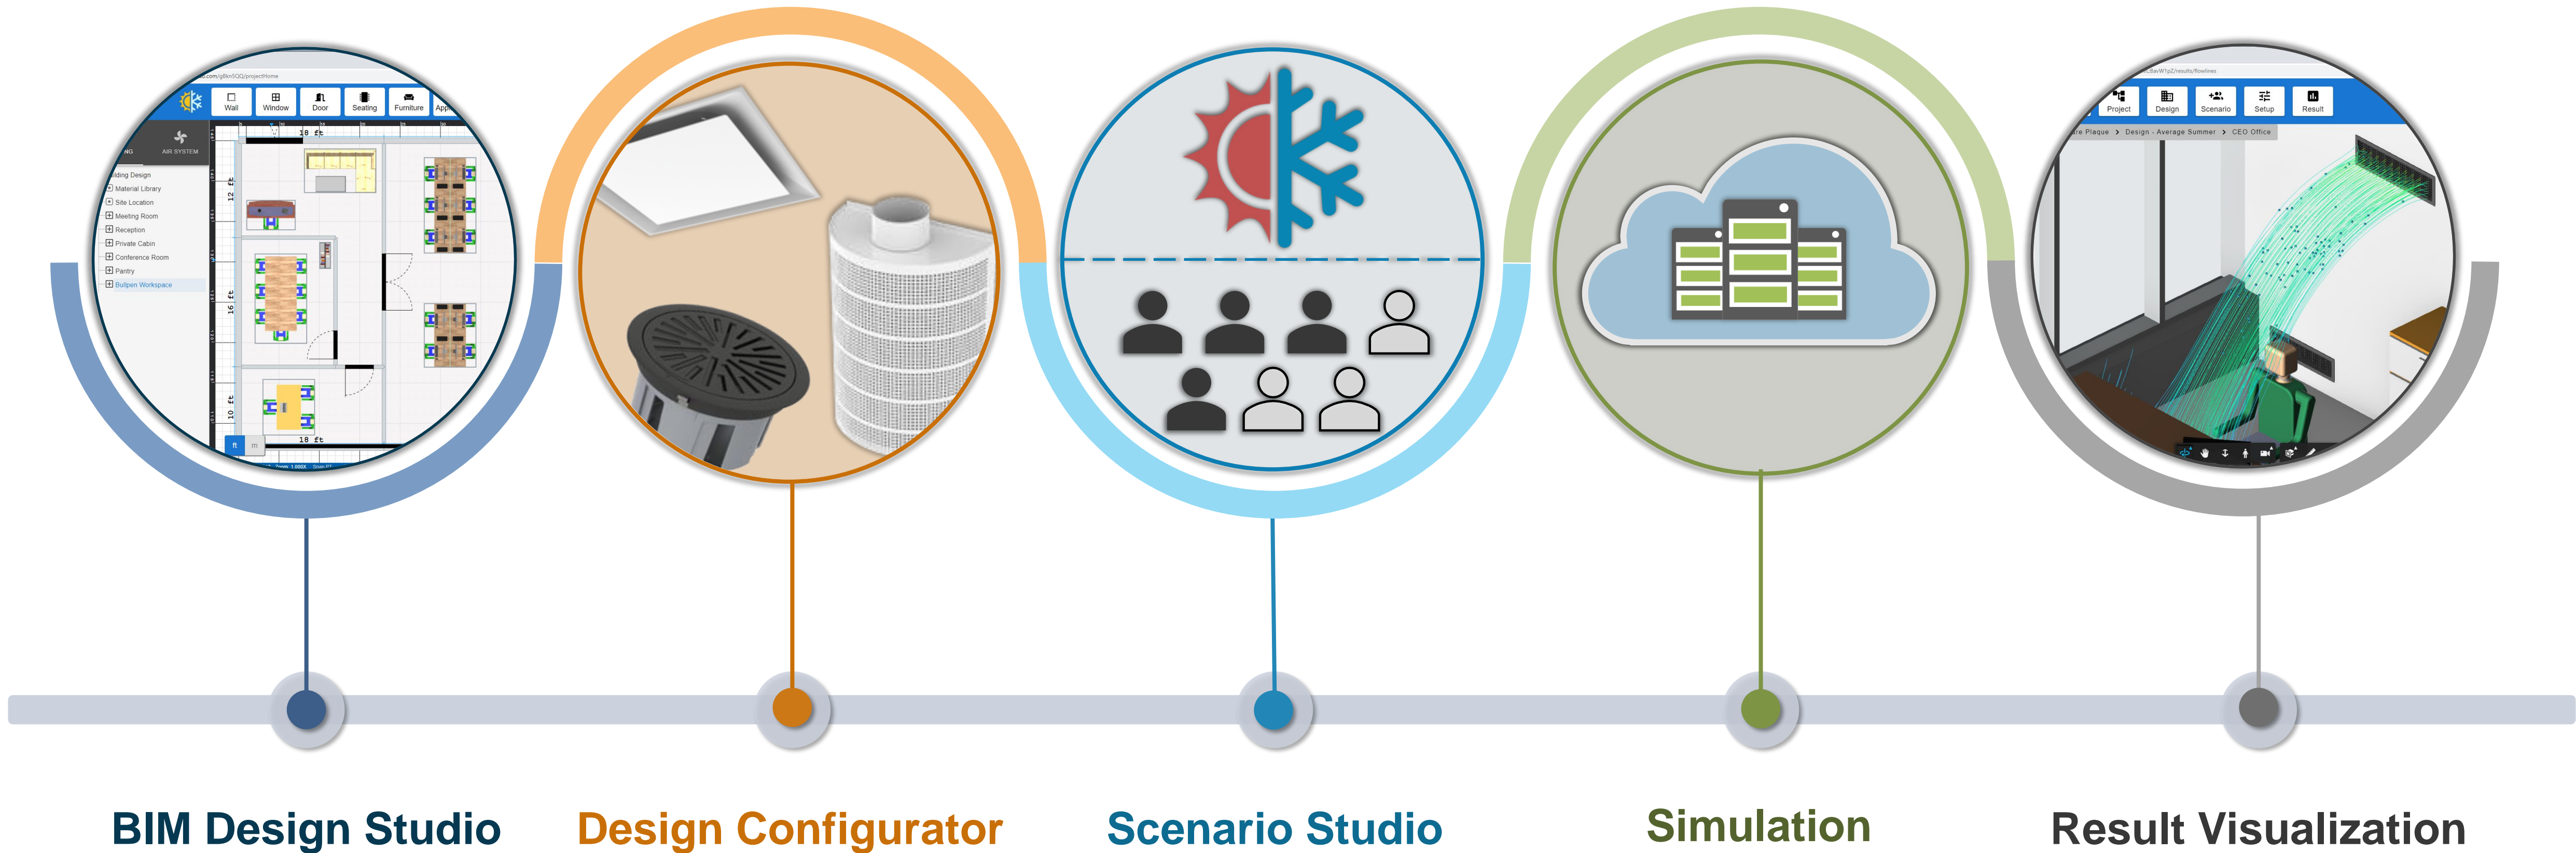 Wall Window Door Seating Furniture
AIR SYSTEM
Material Library
Site Location
Meeting Room
Reception
Private Cabin
Conference Room
Pantry
Bullpen Workspace
18 ft
12 ft
16 ft
10 ft
18 ft
ft m
Project Design Scenario Setup Result
Plaque > Design - Average Summer > CEO Office
BIM Design Studio
Design Configurator
Scenario Studio
Simulation
Result Visualization